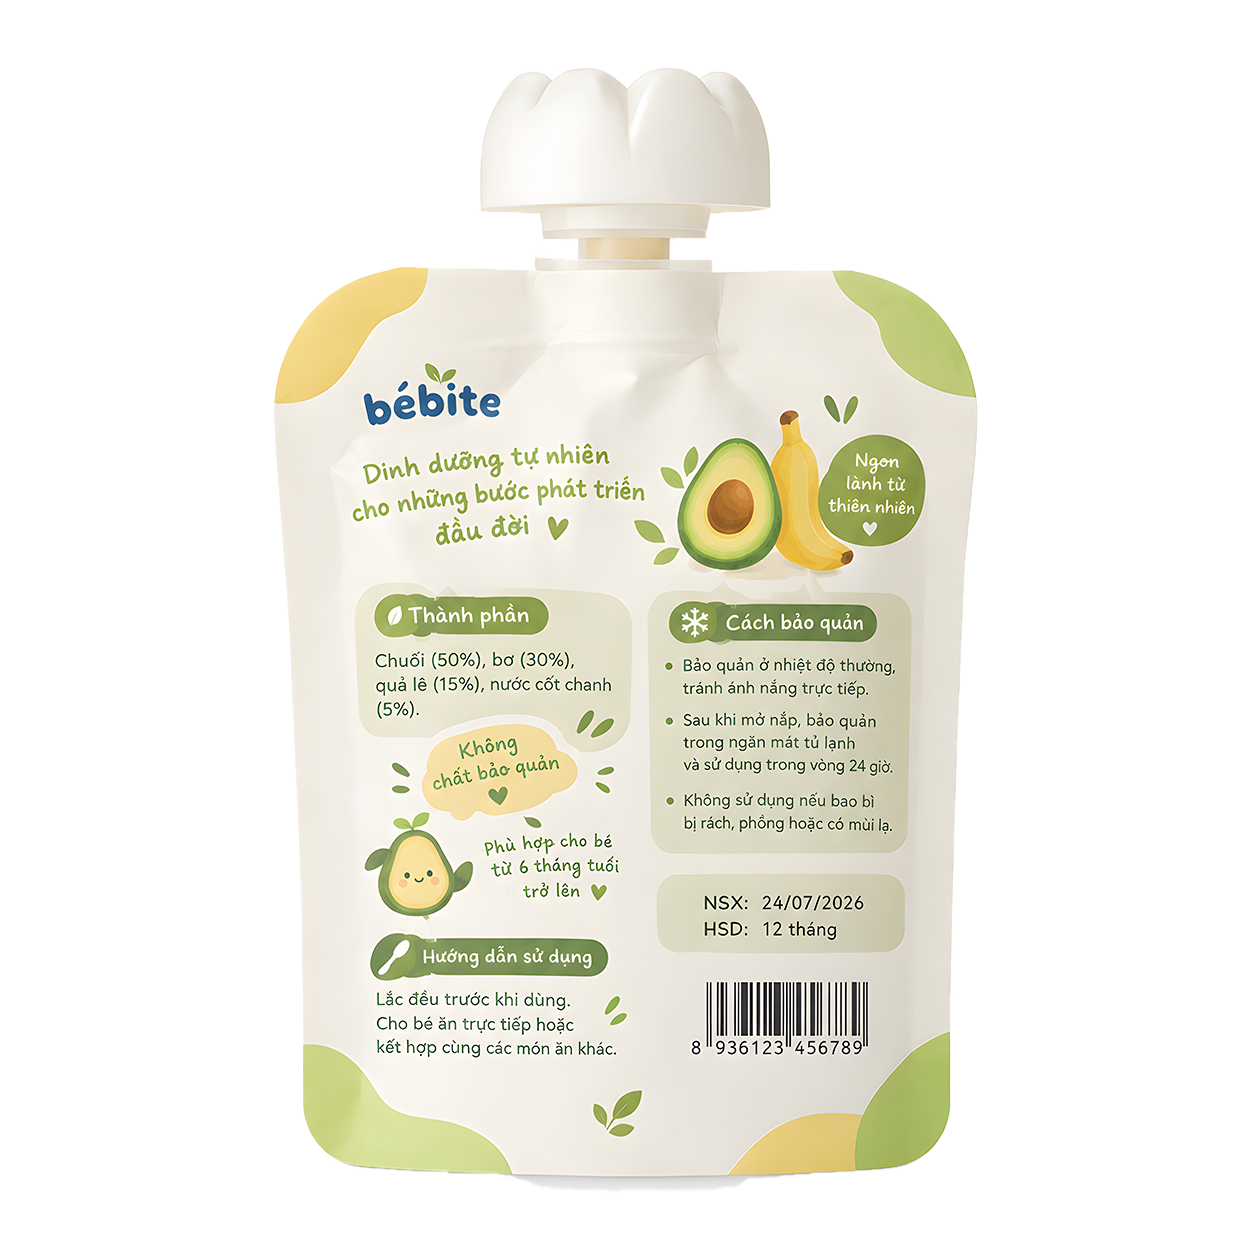 bébite
Dinh dưỡng tự nhiên
cho những bước phát triển
đầu đời
Ngon
lành từ
thiên nhiên
Thành phần
Chuối (50%), bơ (30%),
quả lê (15%), nước cốt chanh
(5%).
Không
chất bảo quản
Phù hợp cho bé
từ 6 tháng tuổi
trở lên
Hướng dẫn sử dụng
Lắc đều trước khi dùng.
Cho bé ăn trực tiếp hoặc
kết hợp cùng các món ăn khác.
Cách bảo quản
• Bảo quản ở nhiệt độ thường,
tránh ánh nắng trực tiếp.
• Sau khi mở nắp, bảo quản
trong ngăn mát tủ lạnh
và sử dụng trong vòng 24 giờ.
• Không sử dụng nếu bao bì
bị rách, phồng hoặc có mùi lạ.
NSX: 24/07/2026
HSD: 12 tháng
8 936123 456789